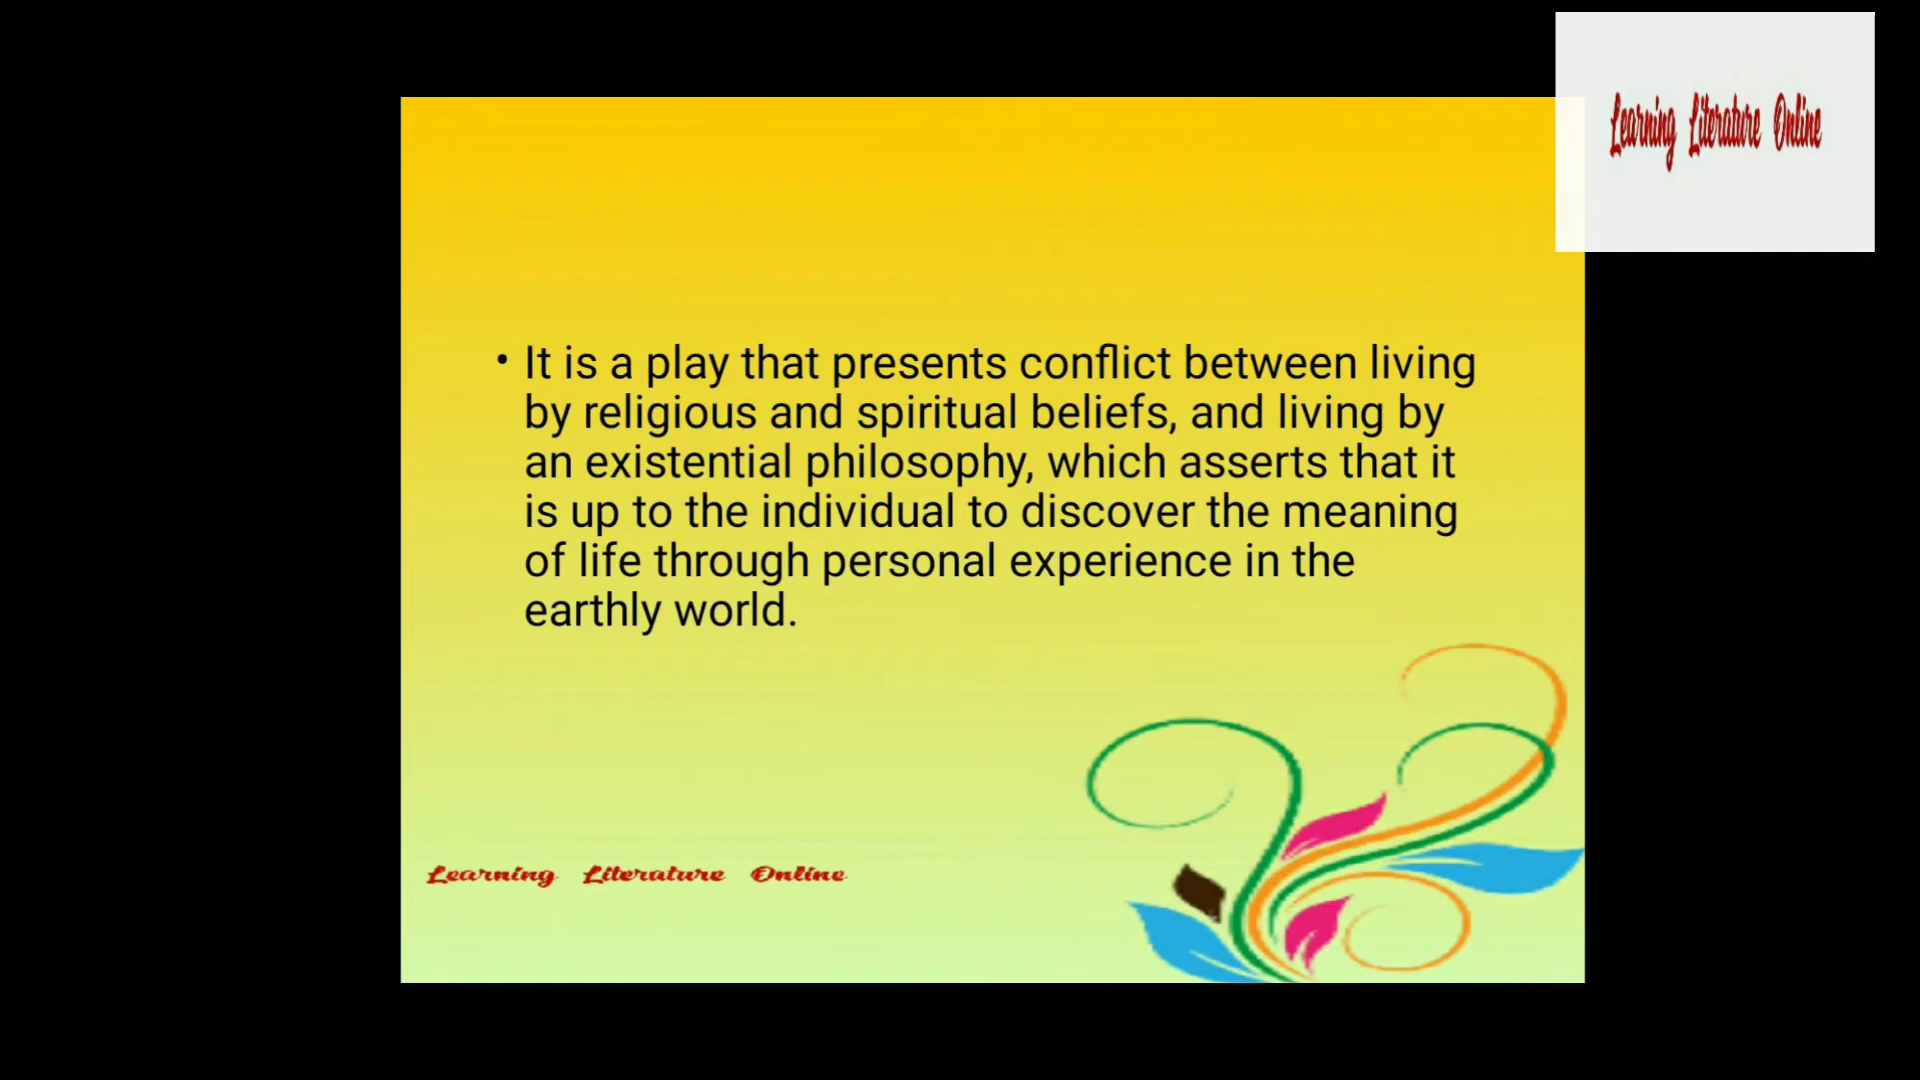 Learning Literature Online
• It is a play that presents conflict between living
by religious and spiritual beliefs, and living by
an existential philosophy, which asserts that it
is up to the individual to discover the meaning
of life through personal experience in the
earthly world.
Learning Literature Online